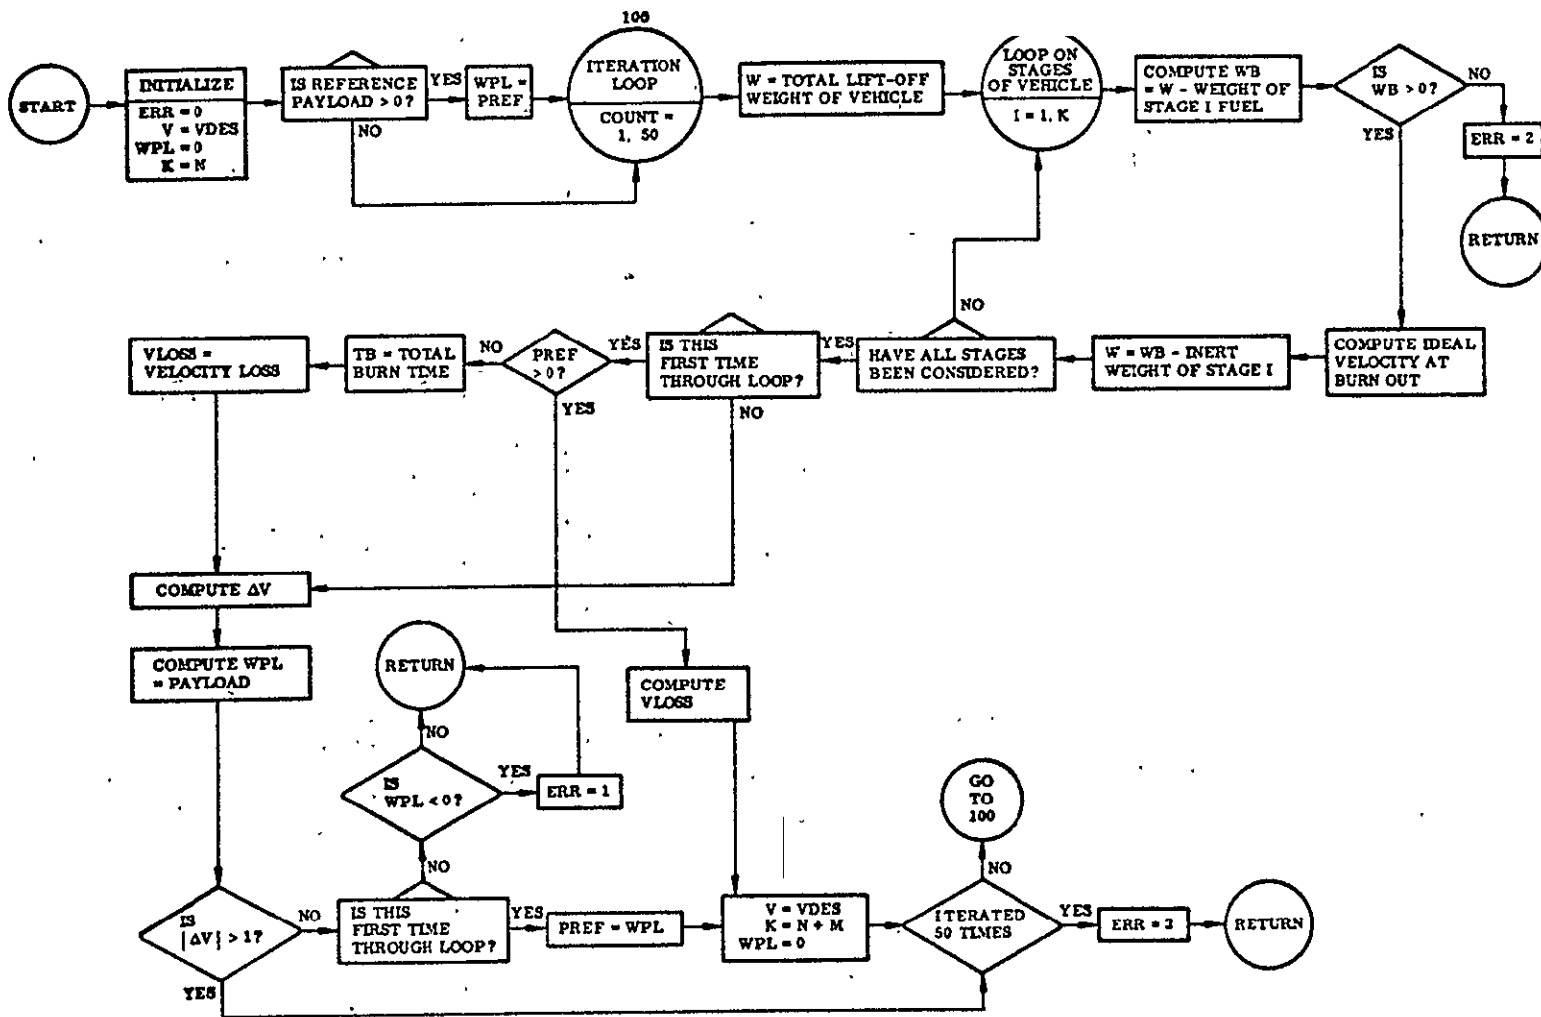 START
INITIALIZE
ERR = 0
V = VDES
WPL = 0
K = N
IS REFERENCE
PAYLOAD > 0?
YES
NO
WPL =
PREF
100
ITERATION
LOOP
COUNT =
1, 50
W = TOTAL LIFT-OFF
WEIGHT OF VEHICLE
LOOP ON
STAGES
OF VEHICLE
I = 1, K
COMPUTE WB
= W - WEIGHT OF
STAGE I FUEL
IS
WB > 0?
NO
YES
ERR = 2
RETURN
COMPUTE IDEAL
VELOCITY AT
BURN OUT
W = WB - INERT
WEIGHT OF STAGE I
HAVE ALL STAGES
BEEN CONSIDERED?
NO
YES
IS THIS
FIRST TIME
THROUGH LOOP?
YES
NO
PREF
> 0?
NO
YES
TB = TOTAL
BURN TIME
VLOSS =
VELOCITY LOSS
COMPUTE ΔV
COMPUTE WPL
= PAYLOAD
RETURN
COMPUTE
VLOSS
NO
IS
WPL < 0?
YES
ERR = 1
NO
GO
TO
100
NO
IS
|ΔV| > 1?
NO
YES
IS THIS
FIRST TIME
THROUGH LOOP?
YES
PREF = WPL
V = VDES
K = N + M
WPL = 0
ITERATED
50 TIMES
YES
ERR = 3
RETURN